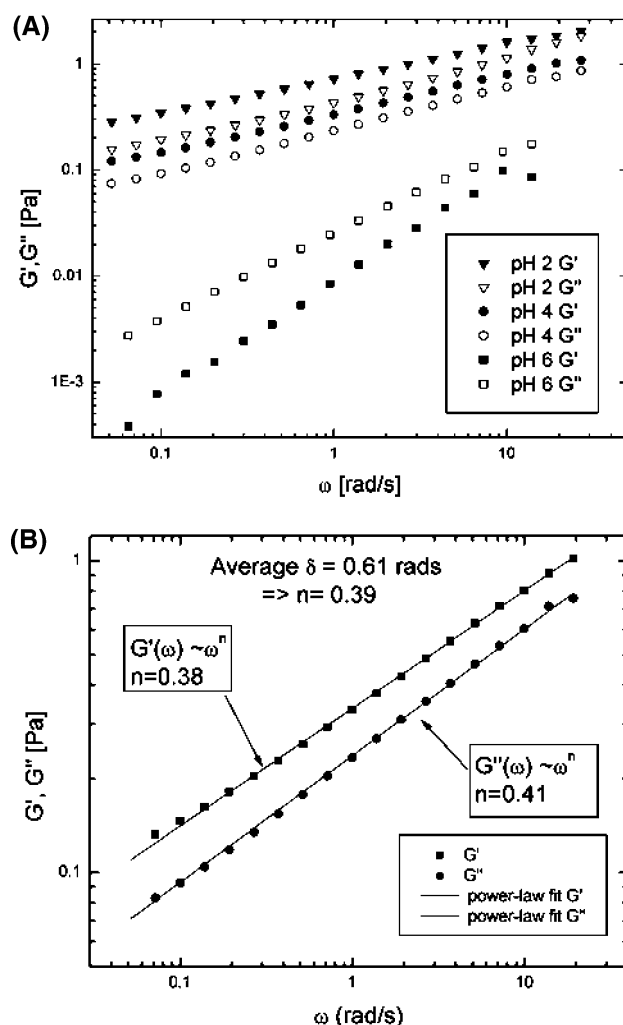 (A)
1
0.1
0.01
1E-3
G',G" [Pa]
pH 2 G'
pH 2 G"
pH 4 G'
pH 4 G"
pH 6 G'
pH 6 G"
0.1
1
10
ω [rad/s]
(B)
1
0.1
G', G" [Pa]
Average δ = 0.61 rads
=> n= 0.39
G'(ω) ~ω^n
n=0.38
G"(ω) ~ω^n
n=0.41
G'
G"
power-law fit G'
power-law fit G"
0.1
1
10
ω (rad/s)